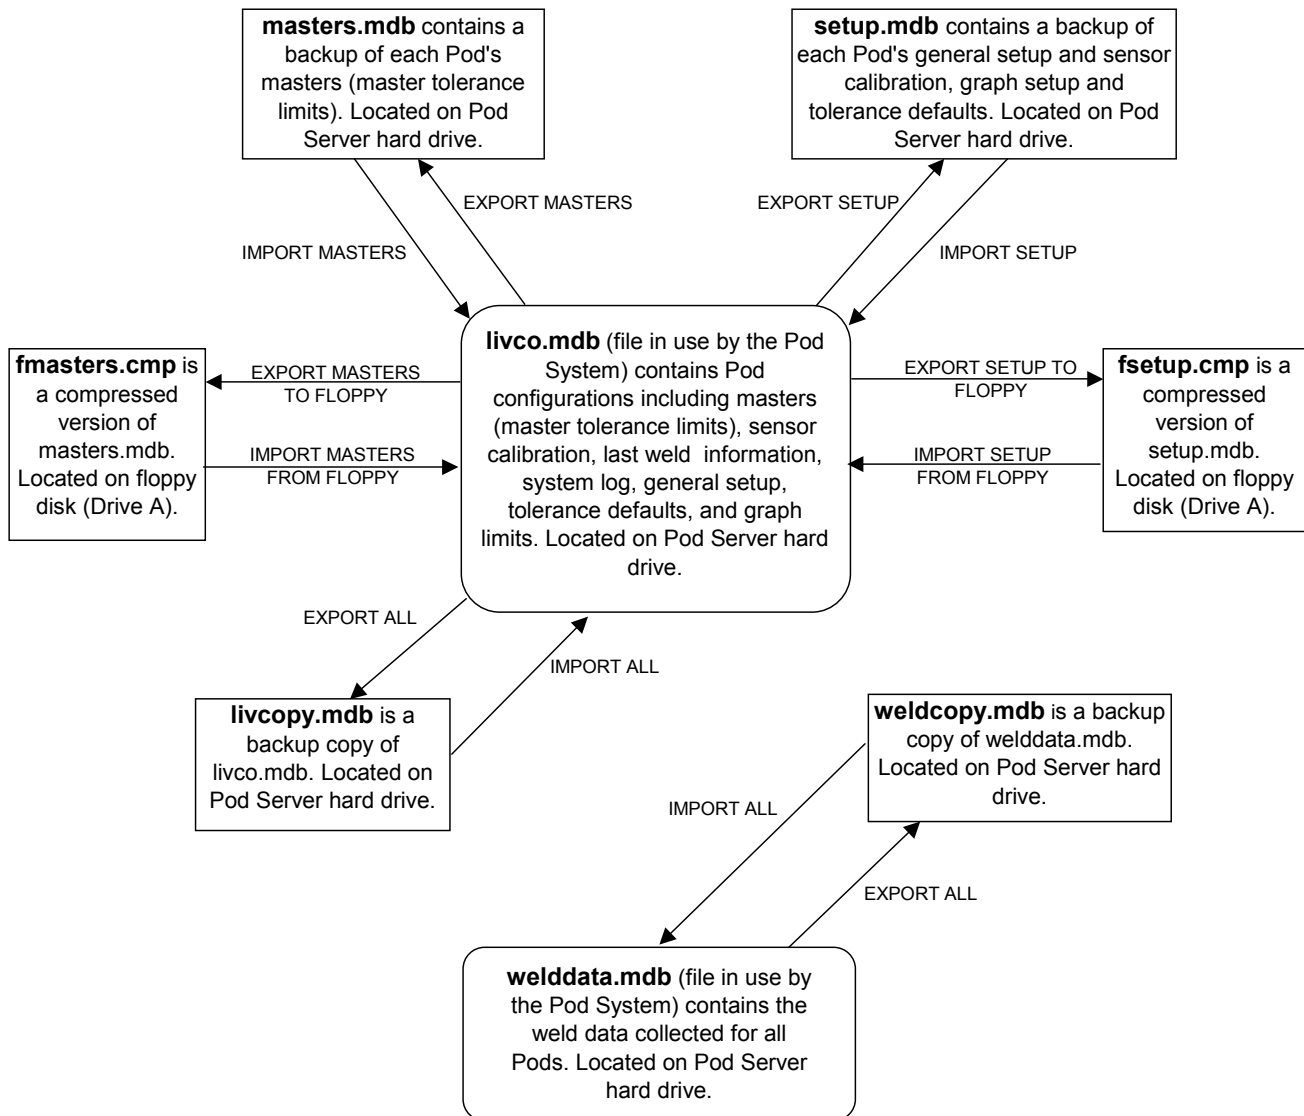 masters.mdb contains a
backup of each Pod's
masters (master tolerance
limits). Located on Pod
Server hard drive.
setup.mdb contains a backup of
each Pod's general setup and sensor
calibration, graph setup and
tolerance defaults. Located on Pod
Server hard drive.
EXPORT MASTERS
EXPORT SETUP
IMPORT MASTERS
IMPORT SETUP
fmasters.cmp is
a compressed
version of
masters.mdb.
Located on floppy
disk (Drive A).
EXPORT MASTERS
TO FLOPPY
IMPORT MASTERS
FROM FLOPPY
livco.mdb (file in use by the Pod
System) contains Pod
configurations including masters
(master tolerance limits), sensor
calibration, last weld information,
system log, general setup,
tolerance defaults, and graph
limits. Located on Pod Server hard
drive.
EXPORT SETUP TO
FLOPPY
IMPORT SETUP
FROM FLOPPY
fsetup.cmp is a
compressed
version of
setup.mdb.
Located on floppy
disk (Drive A).
EXPORT ALL
IMPORT ALL
livcopy.mdb is a
backup copy of
livco.mdb. Located on
Pod Server hard drive.
weldcopy.mdb is a backup
copy of welddata.mdb.
Located on Pod Server hard
drive.
IMPORT ALL
EXPORT ALL
welddata.mdb (file in use by
the Pod System) contains the
weld data collected for all
Pods. Located on Pod Server
hard drive.